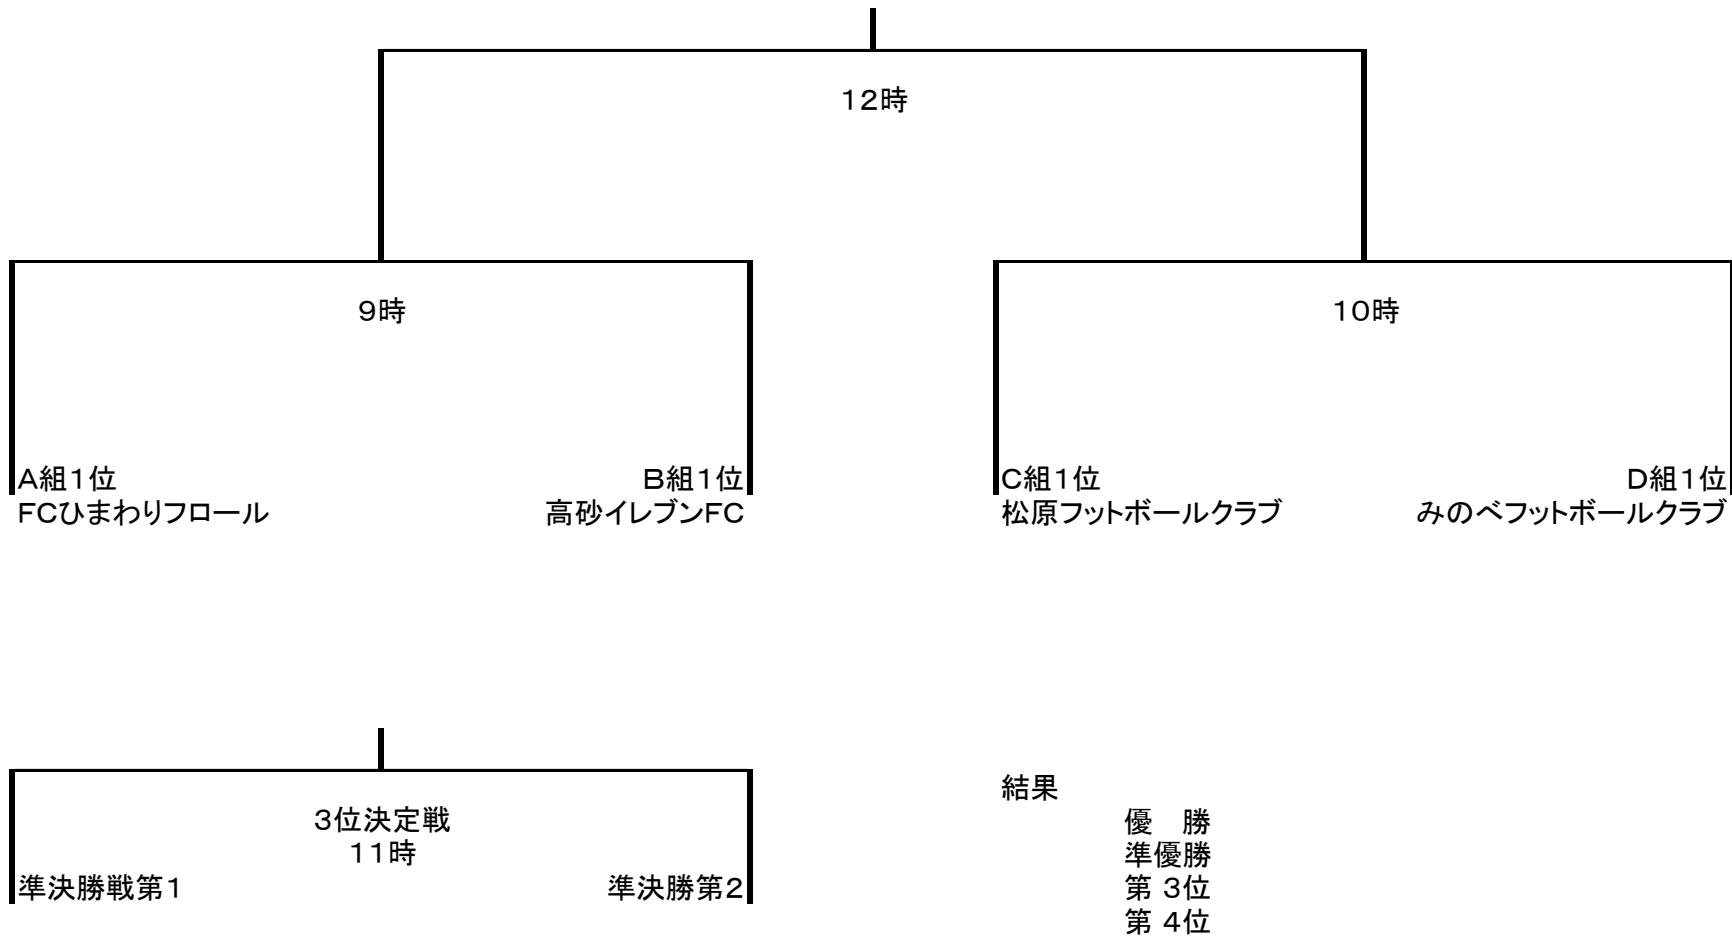 12時
9時
10時
A組1位
FCひまわりフロール
B組1位
高砂イレブンFC
C組1位
松原フットボールクラブ
D組1位
みのべフットボールクラブ
3位決定戦
11時
準決勝戦第1
準決勝第2
結果
優　勝
準優勝
第 3位
第 4位